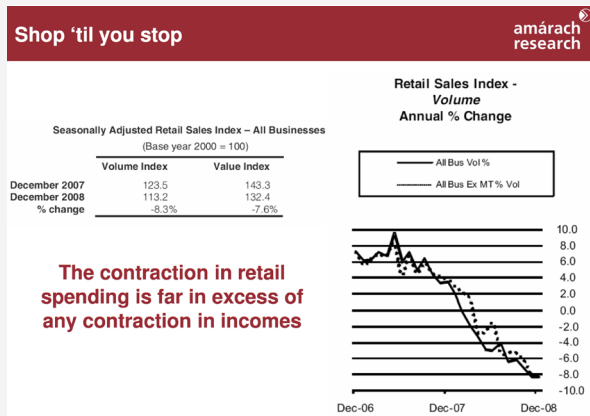 Shop ‘til you stop
amárach
research
Seasonally Adjusted Retail Sales Index – All Businesses
(Base year 2000 = 100)
Volume Index Value Index
December 2007 123.5 143.3
December 2008 113.2 132.4
% change -8.3% -7.6%
The contraction in retail
spending is far in excess of
any contraction in incomes
Retail Sales Index -
Volume
Annual % Change
All Bus Vol %
All Bus Ex MT % Vol
10.0
8.0
6.0
4.0
2.0
0.0
-2.0
-4.0
-6.0
-8.0
-10.0
Dec-06 Dec-07 Dec-08